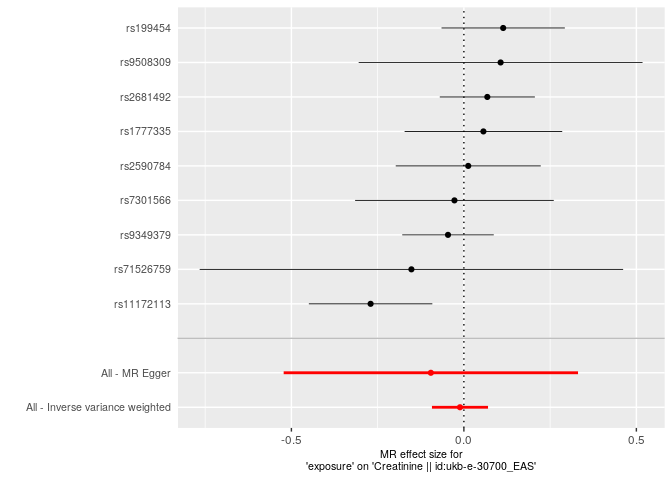 rs199454
rs9508309
rs2681492
rs1777335
rs2590784
rs7301566
rs9349379
rs71526759
rs11172113
All - MR Egger
All - Inverse variance weighted
-0.5
0.0
0.5
MR effect size for
'exposure' on 'Creatinine || id:ukb-e-30700_EAS'